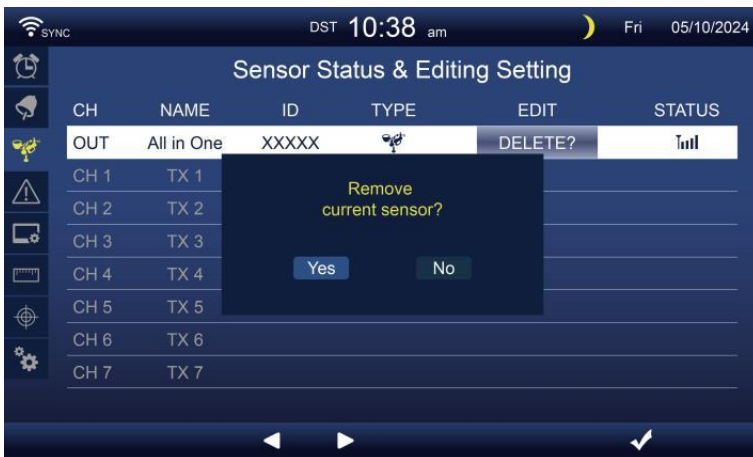 SYNC DST 10:38 am Fri 05/10/2024
Sensor Status & Editing Setting
CH NAME ID TYPE EDIT STATUS
OUT All in One XXXXX DELETE?
CH 1 TX 1
CH 2 TX 2
CH 3 TX 3
CH 4 TX 4
CH 5 TX 5
CH 6 TX 6
CH 7 TX 7
Remove
current sensor?
Yes No